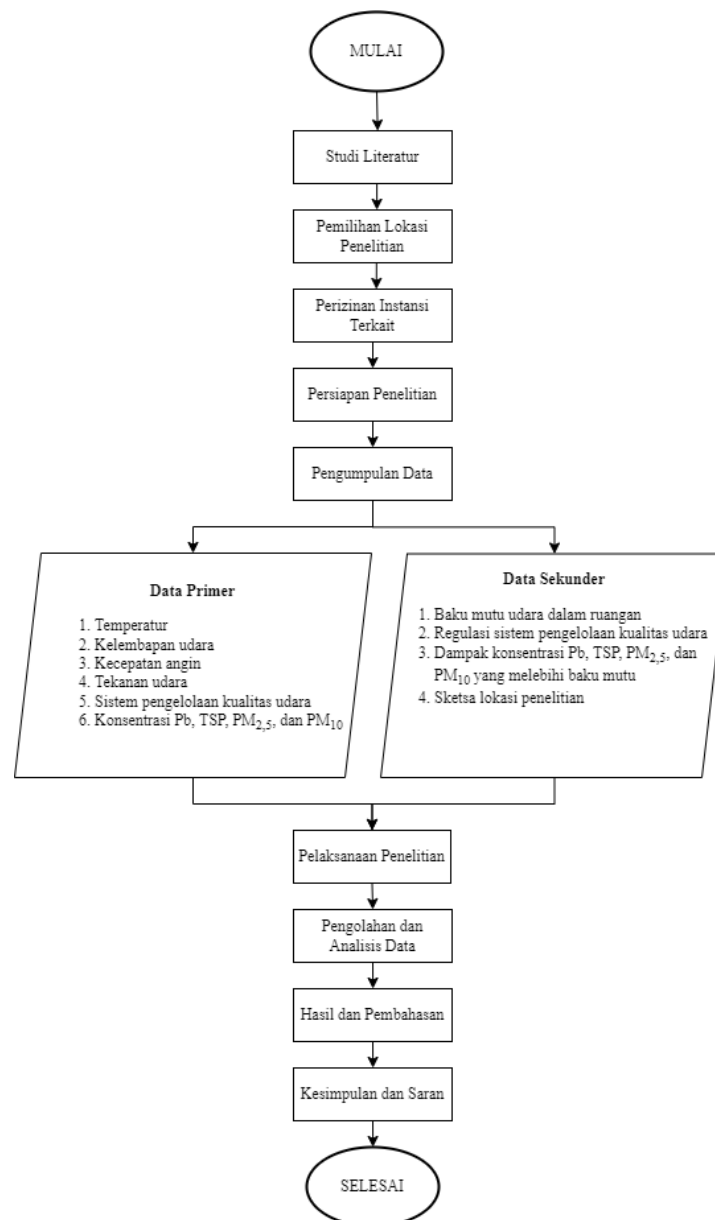 MULAI
Studi Literatur
Pemilihan Lokasi
Penelitian
Perizinan Instansi
Terkait
Persiapan Penelitian
Pengumpulan Data
Data Primer
1. Temperatur
2. Kelembapan udara
3. Kecepatan angin
4. Tekanan udara
5. Sistem pengelolaan kualitas udara
6. Konsentrasi Pb, TSP, PM2,5, dan PM10
Data Sekunder
1. Baku mutu udara dalam ruangan
2. Regulasi sistem pengelolaan kualitas udara
3. Dampak konsentrasi Pb, TSP, PM2,5, dan
PM10 yang melebihi baku mutu
4. Sketsa lokasi penelitian
Pelaksanaan Penelitian
Pengolahan dan
Analisis Data
Hasil dan Pembahasan
Kesimpulan dan Saran
SELESAI